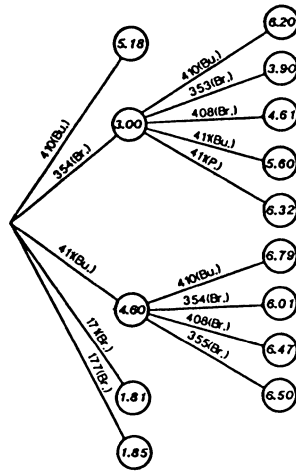 5.18
410(Bu.)
354(Br.)
3.00
410(Bu.)
6.20
353(Br.)
3.90
408(Br.)
4.61
411(Bu.)
5.60
411(P.)
6.32
411(Bu.)
4.60
410(Bu.)
6.79
354(Br.)
6.01
408(Br.)
6.47
355(Br.)
6.50
171(Br.)
1.81
177(Br.)
1.85